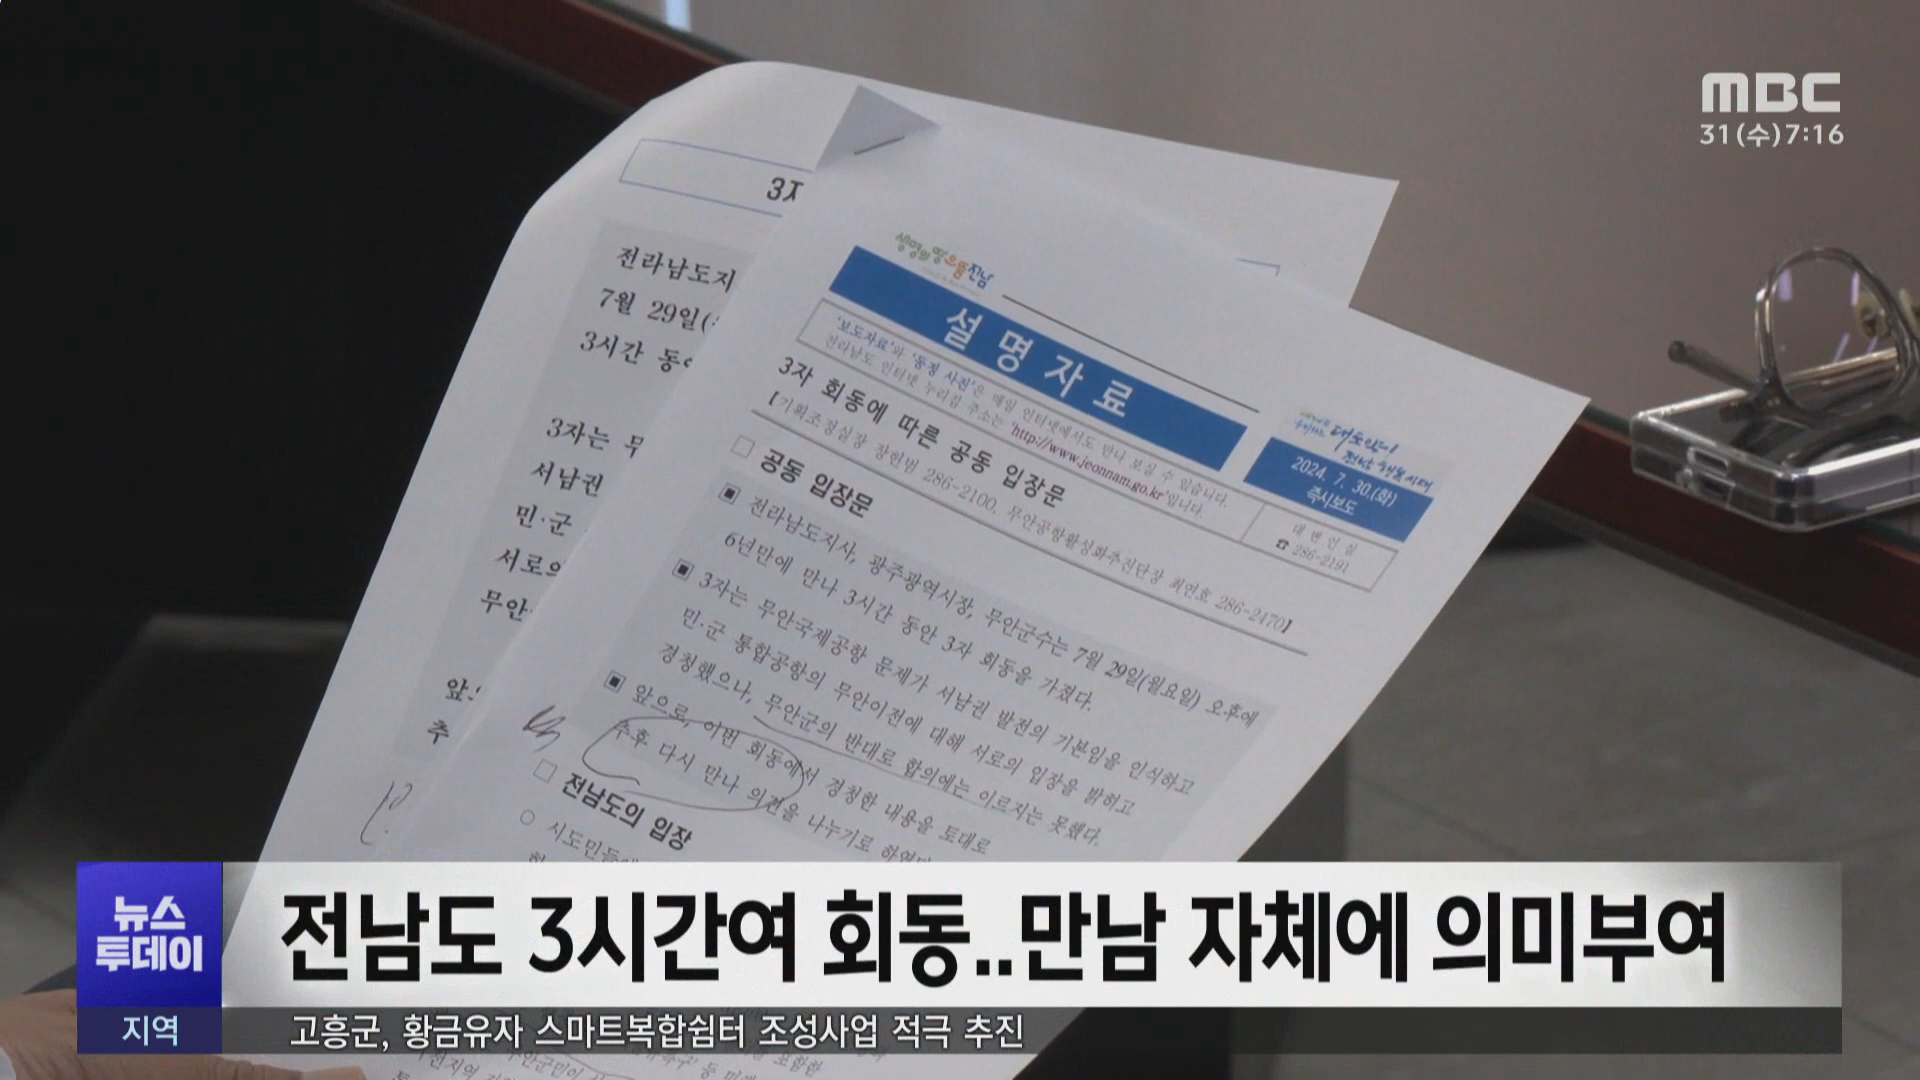 MBC
31(수)7:16
3자
전라남도지
7월 29일(
3시간 동
3자는 무
서남권
민·군
서로의
무안
앞
추
생명의 땅 으뜸 전남
설명자료
2024. 7. 30.(화)
즉시보도
'보도자료'와 '동정 사진'은 매일 인터넷에서도 만나 보실 수 있습니다.
전라남도 인터넷 누리집 주소는 'http://www.jeonnam.go.kr'입니다.
대변인실
☎ 286-2191
3자 회동에 따른 공동 입장문
【기획조정실장 장헌범 286-2100, 무안공항활성화추진단장 최연호 286-2470】
□ 공동 입장문
▣ 전라남도지사, 광주광역시장, 무안군수는 7월 29일(월요일) 오후에
6년만에 만나 3시간 동안 3자 회동을 가졌다.
▣ 3자는 무안국제공항 문제가 서남권 발전의 기본임을 인식하고
민·군 통합공항의 무안이전에 대해 서로의 입장을 밝히고
경청했으나, 무안군의 반대로 합의에는 이르지는 못했다.
▣ 앞으로, 이번 회동에서 경청한 내용을 토대로
추후 다시 만나 의견을 나누기로 하였다
□ 전남도의 입장
○ 시도민들에
뉴스
투데이
전남도 3시간여 회동..만남 자체에 의미부여
지역
고흥군, 황금유자 스마트복합쉼터 조성사업 적극 추진